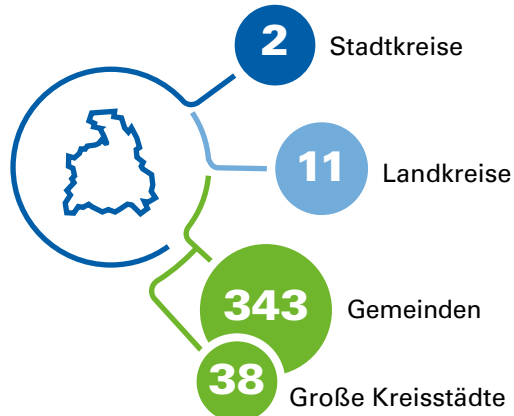 2 Stadtkreise
11 Landkreise
343 Gemeinden
38 Große Kreisstädte